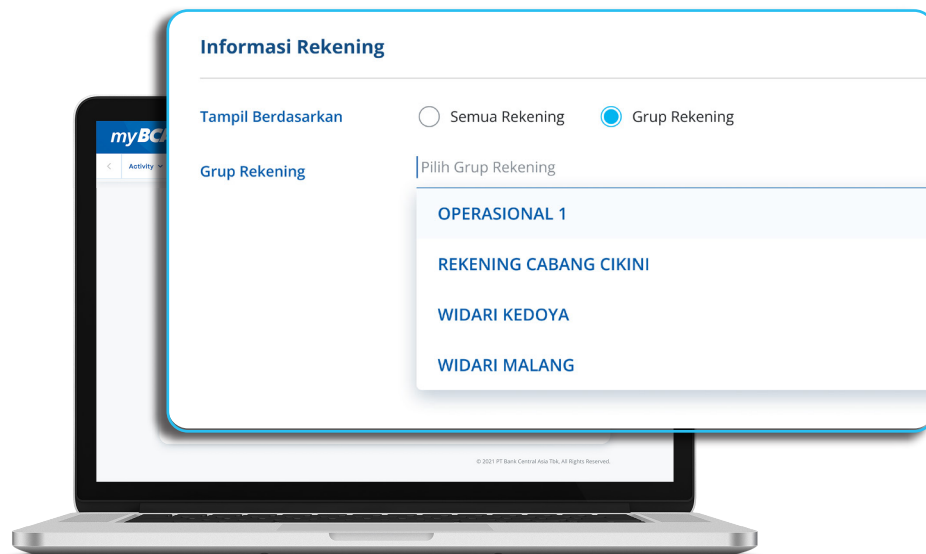 Informasi Rekening
Tampil Berdasarkan
Semua Rekening
Grup Rekening
Grup Rekening
Pilih Grup Rekening
OPERASIONAL 1
REKENING CABANG CIKINI
WIDARI KEDOYA
WIDARI MALANG
myBCA
Activity
© 2021 PT Bank Central Asia Tbk, All Rights Reserved.